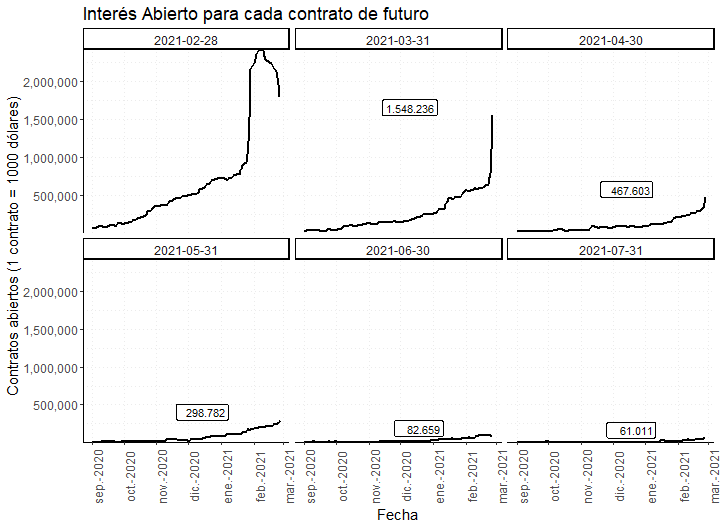 Interés Abierto para cada contrato de futuro
Contratos abiertos (1 contrato = 1000 dólares)
2021-02-28
2021-03-31
2021-04-30
2,000,000
1,500,000
1,000,000
500,000
1.548.236
467.603
2021-05-31
2021-06-30
2021-07-31
2,000,000
1,500,000
1,000,000
500,000
298.782
82.659
61.011
sep.-2020
oct.-2020
nov.-2020
dic.-2020
ene.-2021
feb.-2021
mar.-2021
sep.-2020
oct.-2020
nov.-2020
dic.-2020
ene.-2021
feb.-2021
mar.-2021
sep.-2020
oct.-2020
nov.-2020
dic.-2020
ene.-2021
feb.-2021
mar.-2021
Fecha